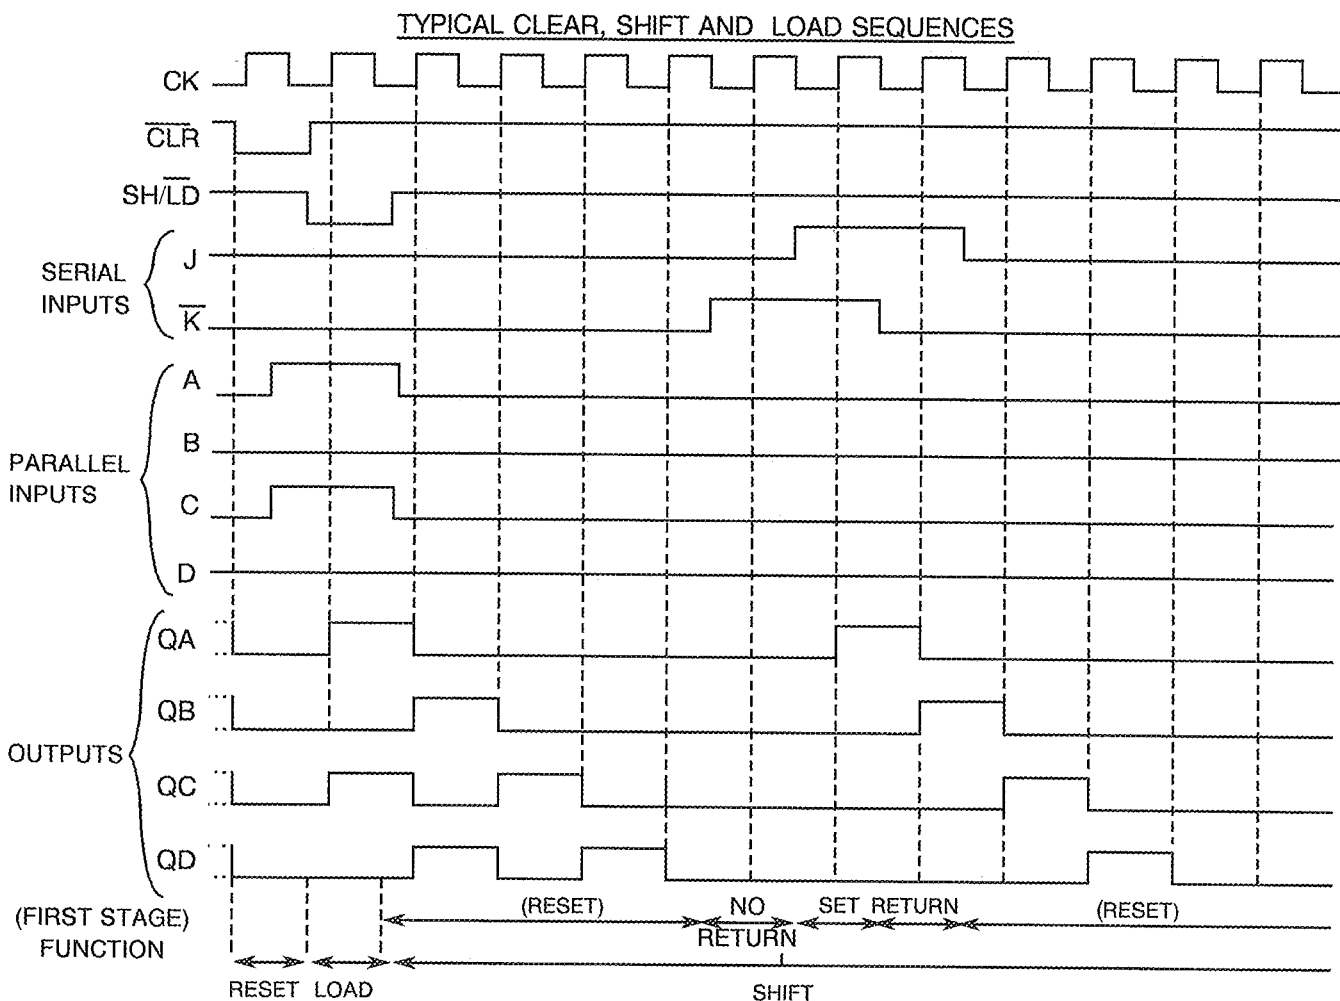 TYPICAL CLEAR, SHIFT AND LOAD SEQUENCES
CK
CLR
SH/LD
SERIAL
INPUTS
J
K
PARALLEL
INPUTS
A
B
C
D
OUTPUTS
QA
QB
QC
QD
(FIRST STAGE)
FUNCTION
(RESET)
NO
RETURN
SET
RETURN
(RESET)
RESET
LOAD
SHIFT